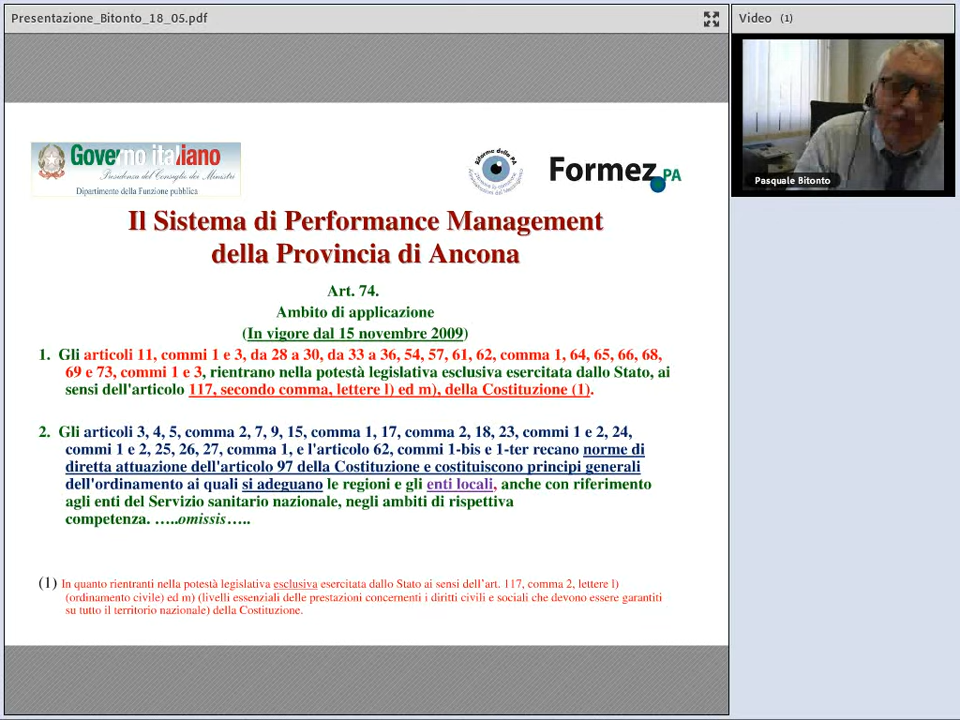 Presentazione_Bitonto_18_05.pdf
Video (1)
Pasquale Bitonto
Governo italiano
Presidenza del Consiglio dei Ministri
Dipartimento della Funzione pubblica
Riforma della PA
Formez PA
Il Sistema di Performance Management
della Provincia di Ancona
Art. 74.
Ambito di applicazione
(In vigore dal 15 novembre 2009)
1. Gli articoli 11, commi 1 e 3, da 28 a 30, da 33 a 36, 54, 57, 61, 62, comma 1, 64, 65, 66, 68,
69 e 73, commi 1 e 3, rientrano nella potestà legislativa esclusiva esercitata dallo Stato, ai
sensi dell'articolo 117, secondo comma, lettere l) ed m), della Costituzione (1).
2. Gli articoli 3, 4, 5, comma 2, 7, 9, 15, comma 1, 17, comma 2, 18, 23, commi 1 e 2, 24,
commi 1 e 2, 25, 26, 27, comma 1, e l'articolo 62, commi 1-bis e 1-ter recano norme di
diretta attuazione dell'articolo 97 della Costituzione e costituiscono principi generali
dell'ordinamento ai quali si adeguano le regioni e gli enti locali, anche con riferimento
agli enti del Servizio sanitario nazionale, negli ambiti di rispettiva
competenza. …..omissis…..
(1) In quanto rientranti nella potestà legislativa esclusiva esercitata dallo Stato ai sensi dell’art. 117, comma 2, lettere l)
(ordinamento civile) ed m) (livelli essenziali delle prestazioni concernenti i diritti civili e sociali che devono essere garantiti
su tutto il territorio nazionale) della Costituzione.